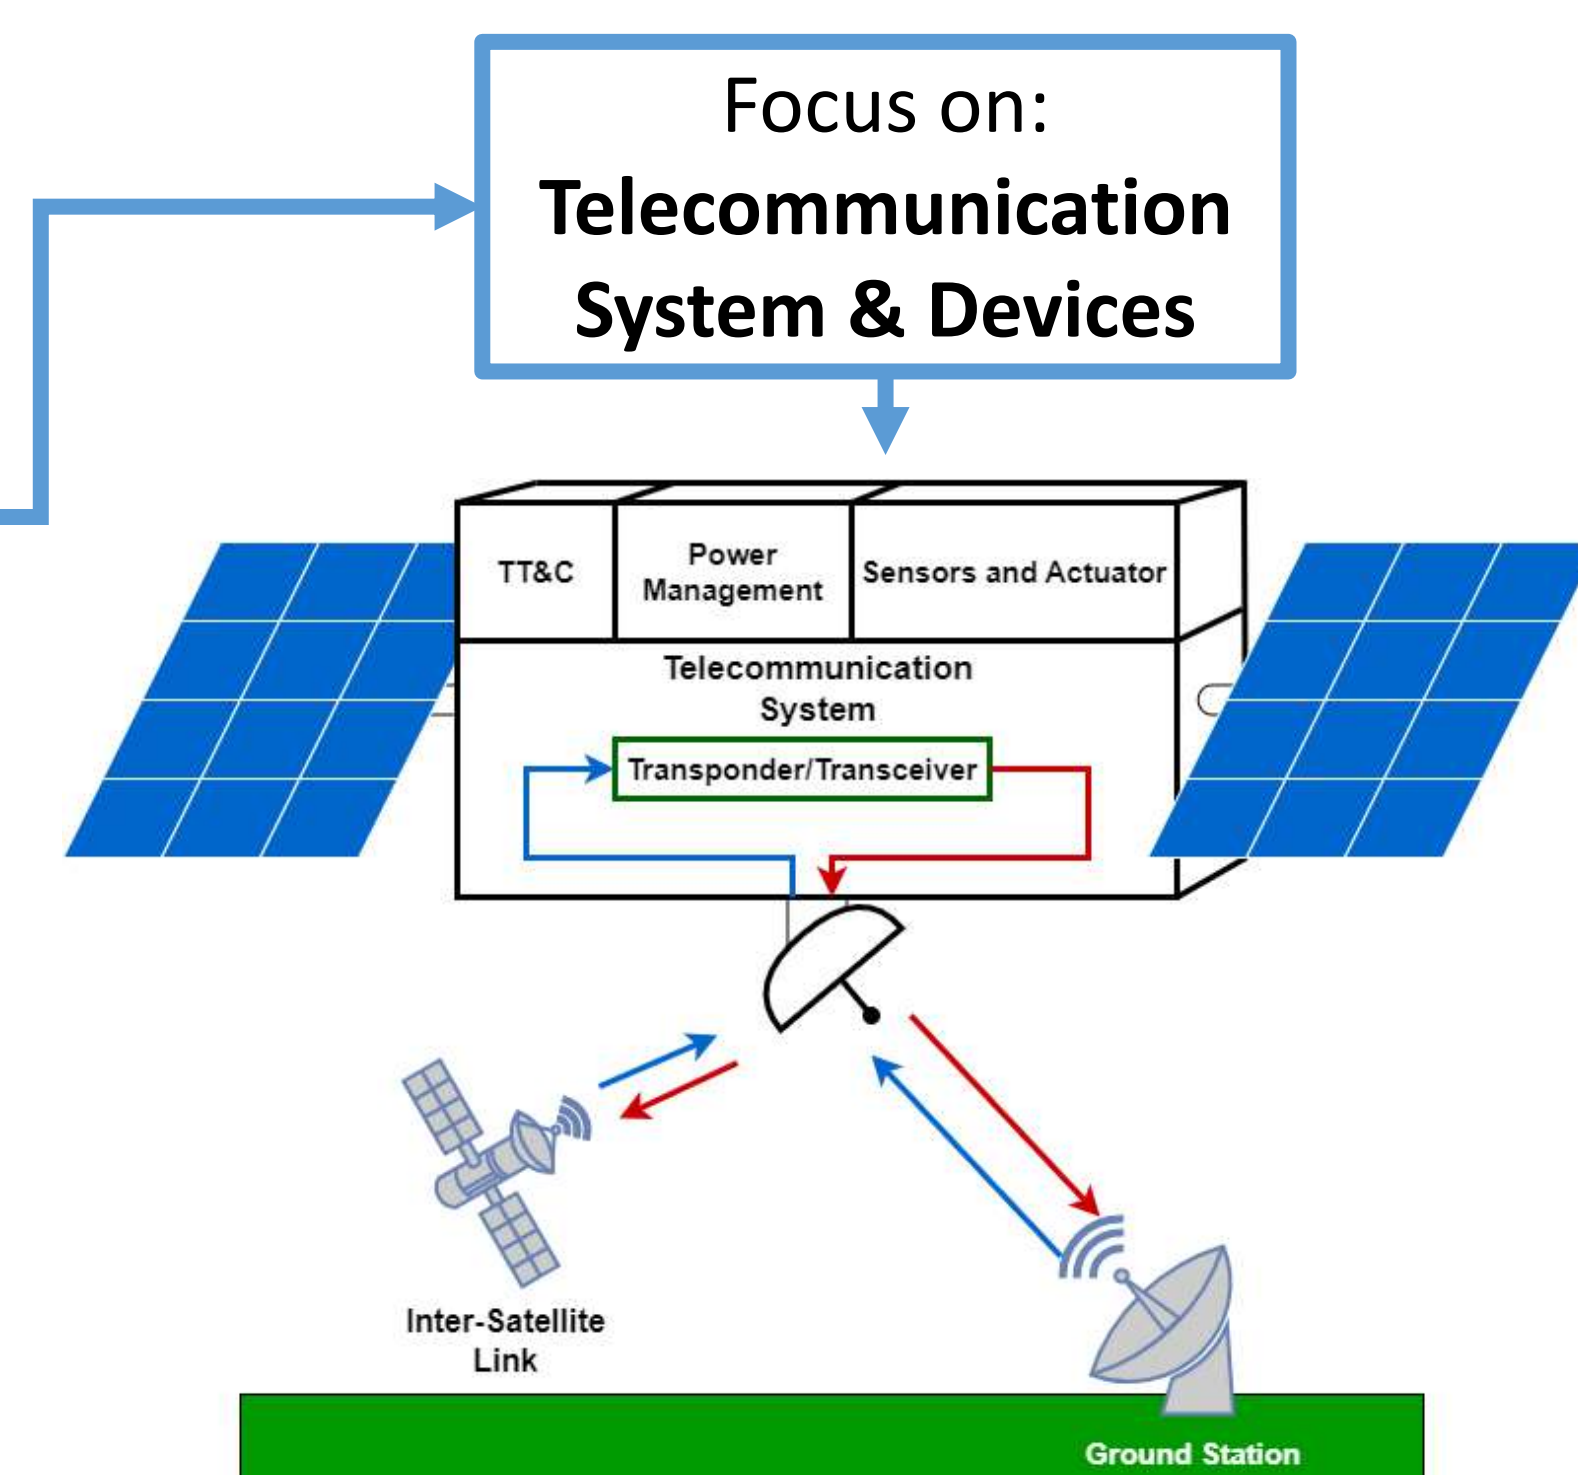 Focus on:
Telecommunication
System & Devices
TT&C
Power
Management
Sensors and Actuator
Telecommunication
System
Transponder/Transceiver
Inter-Satellite
Link
Ground Station